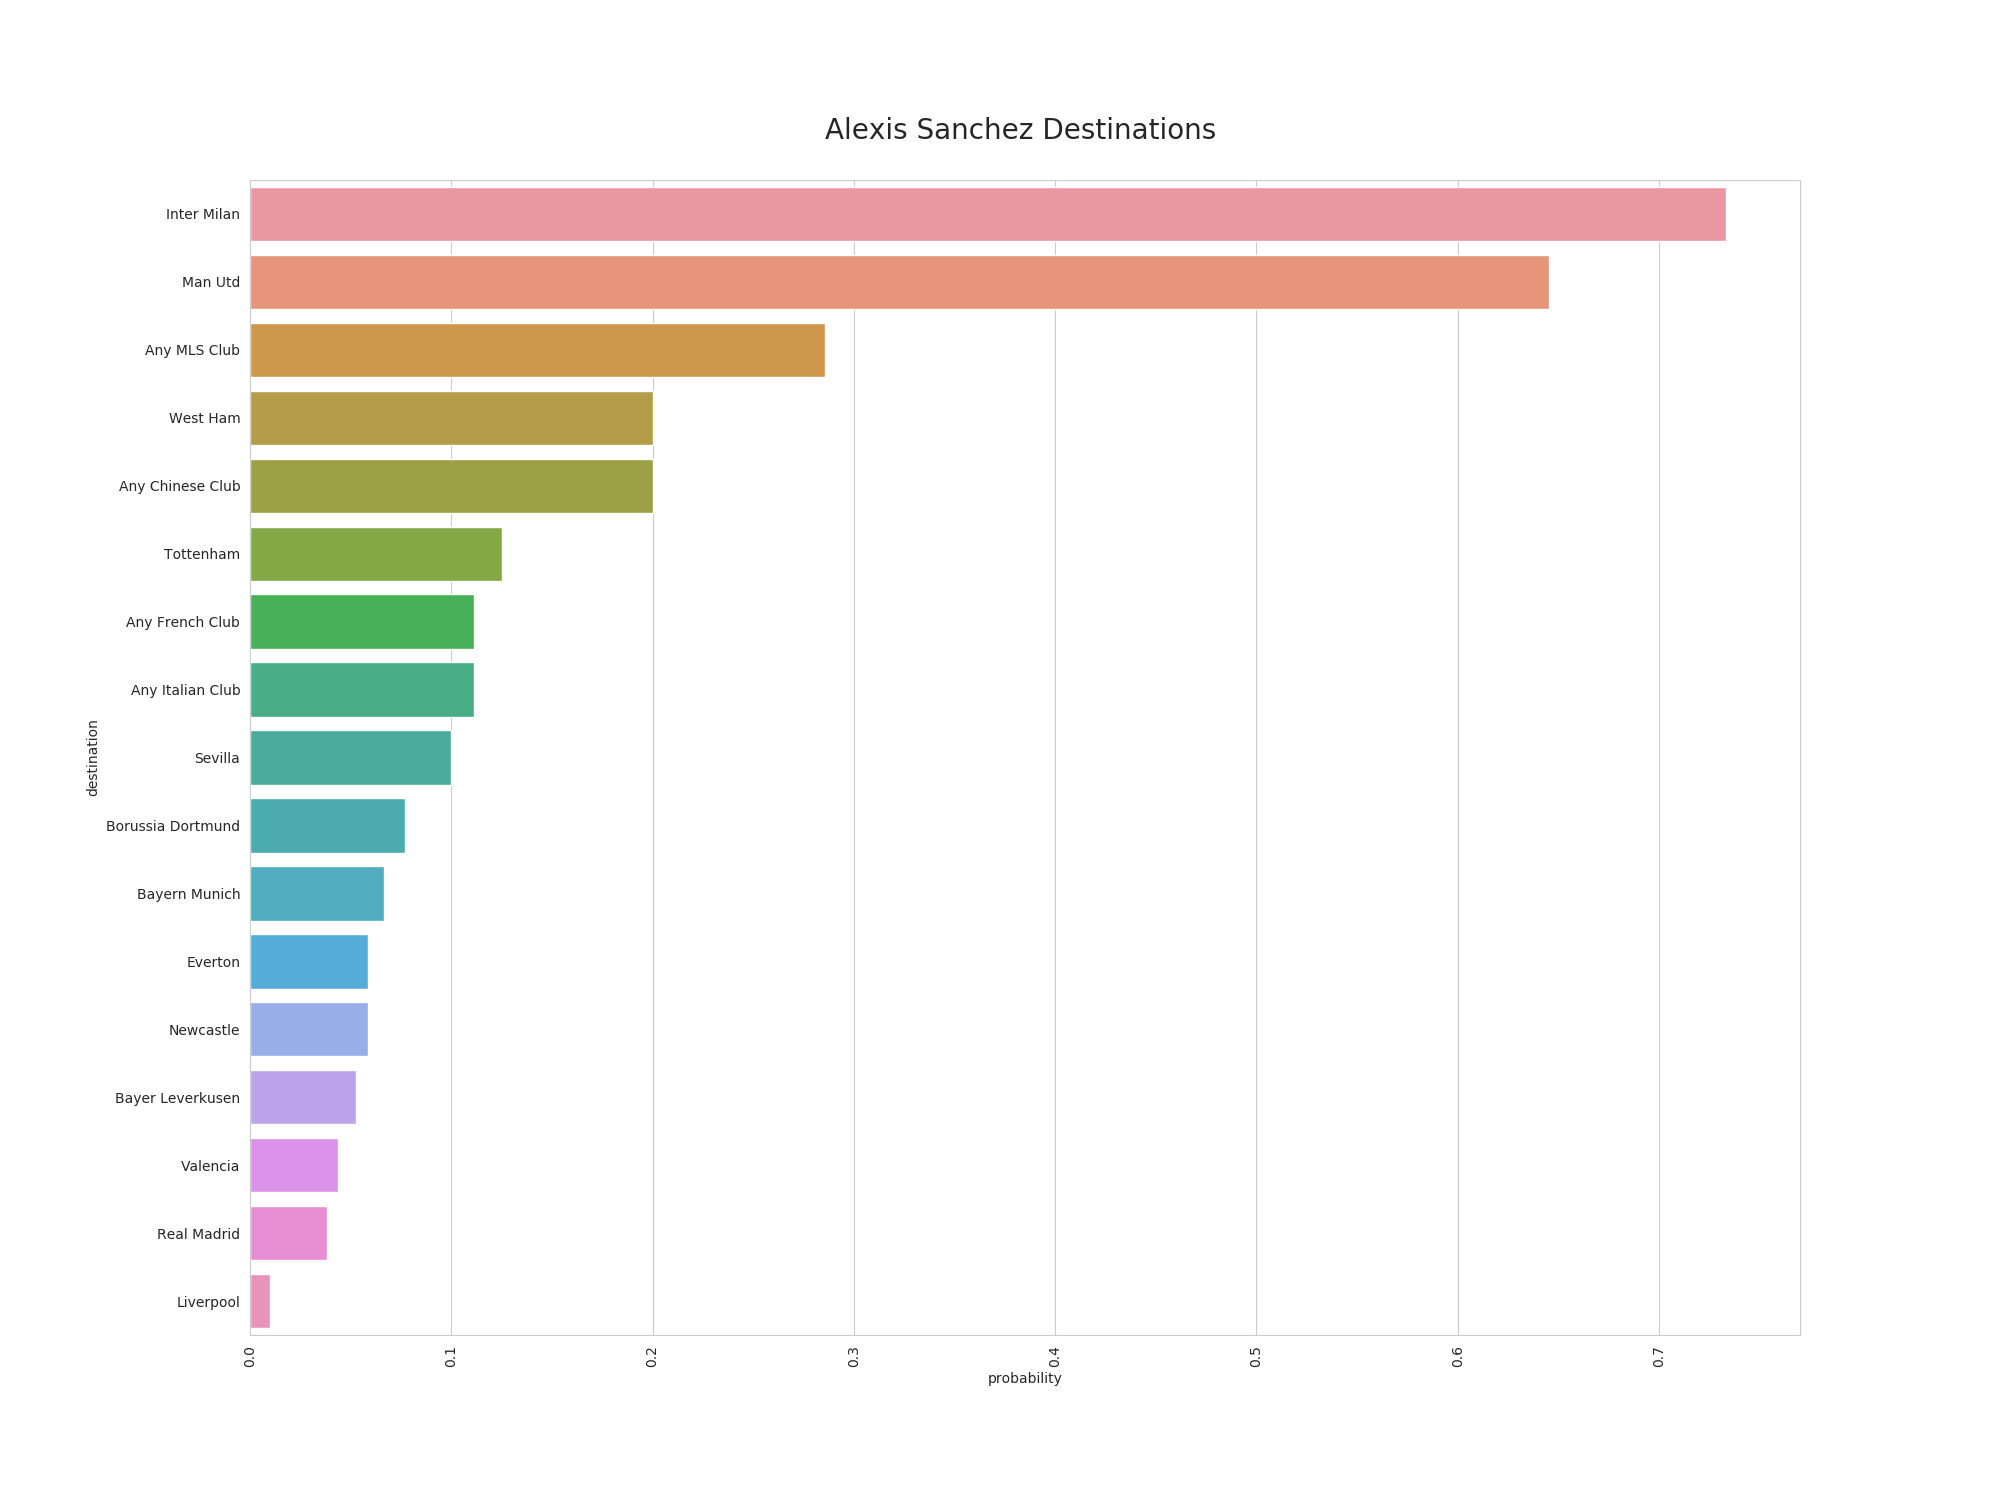 Alexis Sanchez Destinations
Inter Milan
Man Utd
Any MLS Club
West Ham
Any Chinese Club
Tottenham
Any French Club
Any Italian Club
Sevilla
Borussia Dortmund
Bayern Munich
Everton
Newcastle
Bayer Leverkusen
Valencia
Real Madrid
Liverpool
destination
0.0
0.1
0.2
0.3
0.4
0.5
0.6
0.7
probability